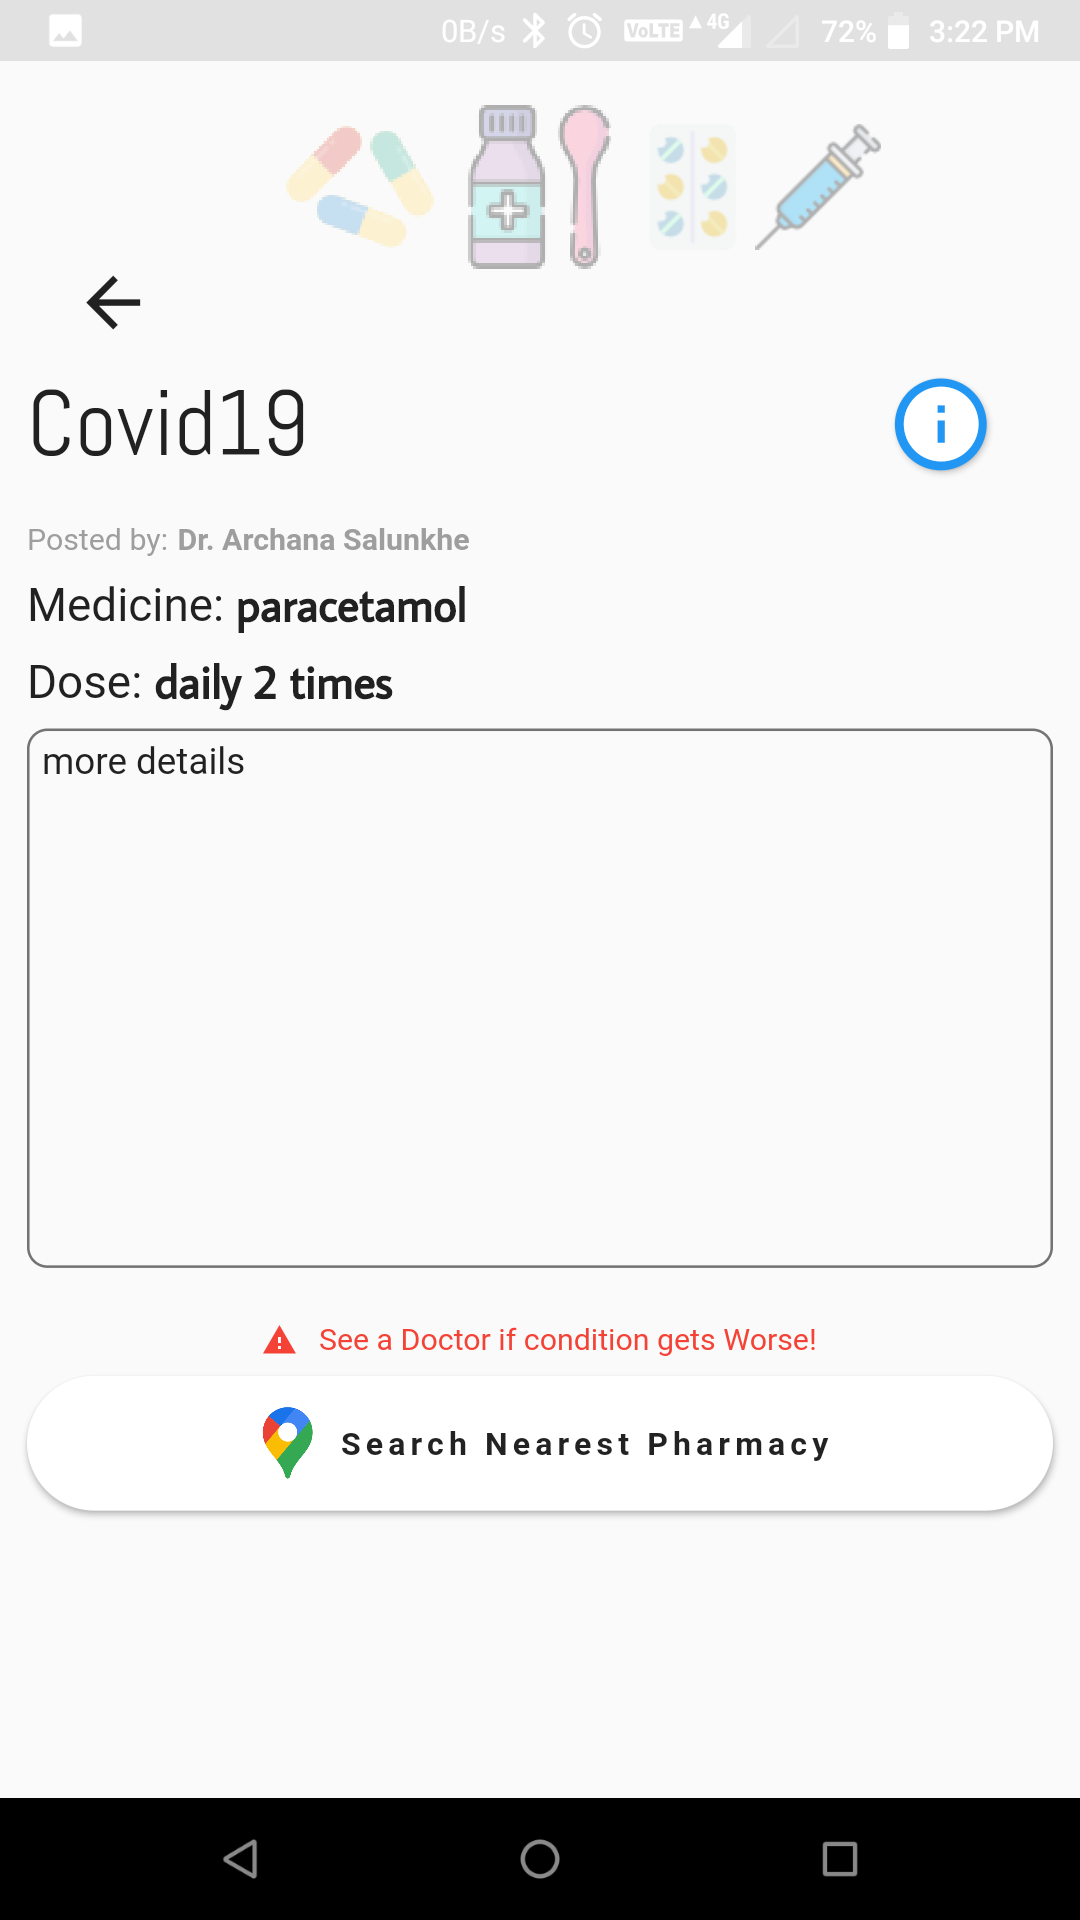 0B/s VoLTE 4G 72% 3:22 PM
Covid19
Posted by: Dr. Archana Salunkhe
Medicine: paracetamol
Dose: daily 2 times
more details
See a Doctor if condition gets Worse!
Search Nearest Pharmacy